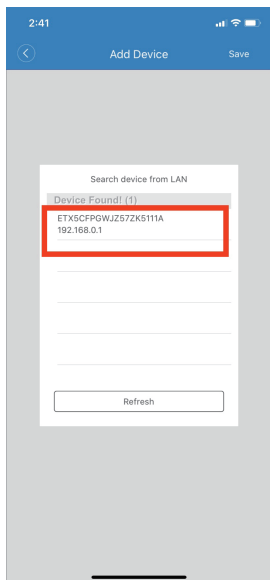 2:41
Add Device
Save
Search device from LAN
Device Found! (1)
ETX5CFPGWJZ57ZK5111A
192.168.0.1
Refresh